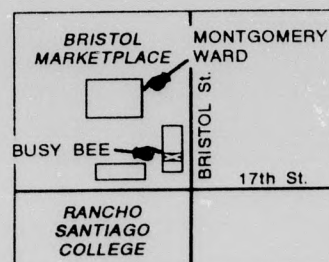 BRISTOL
MARKETPLACE
MONTGOMERY
WARD
BRISTOL St.
BUSY BEE
17th St.
RANCHO
SANTIAGO
COLLEGE